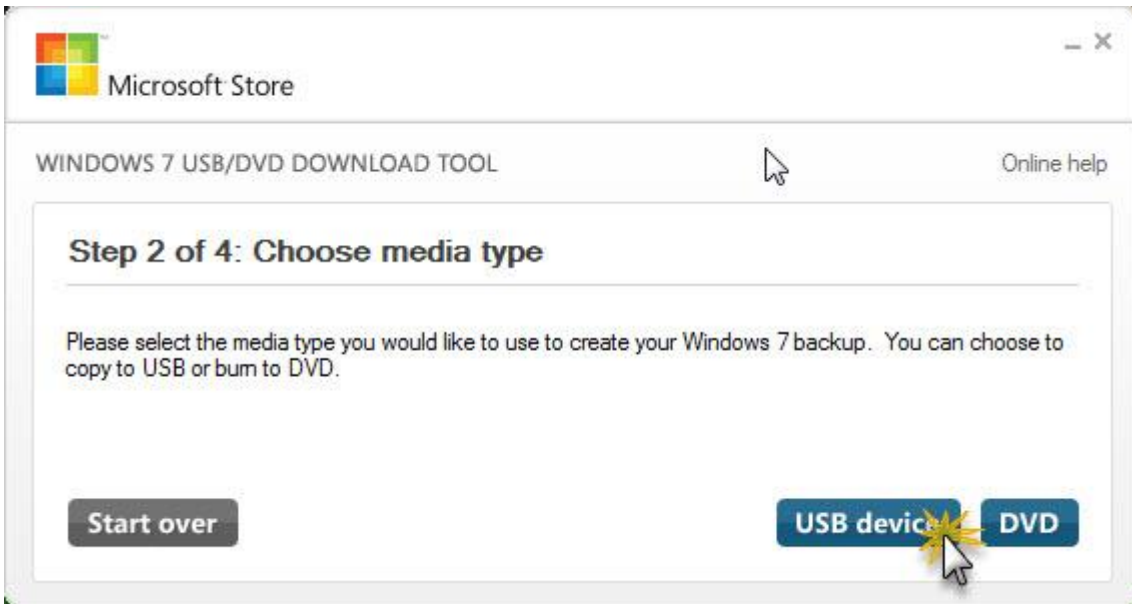 Microsoft Store
WINDOWS 7 USB/DVD DOWNLOAD TOOL
Online help
Step 2 of 4: Choose media type
Please select the media type you would like to use to create your Windows 7 backup.  You can choose to
copy to USB or burn to DVD.
Start over
USB device
DVD